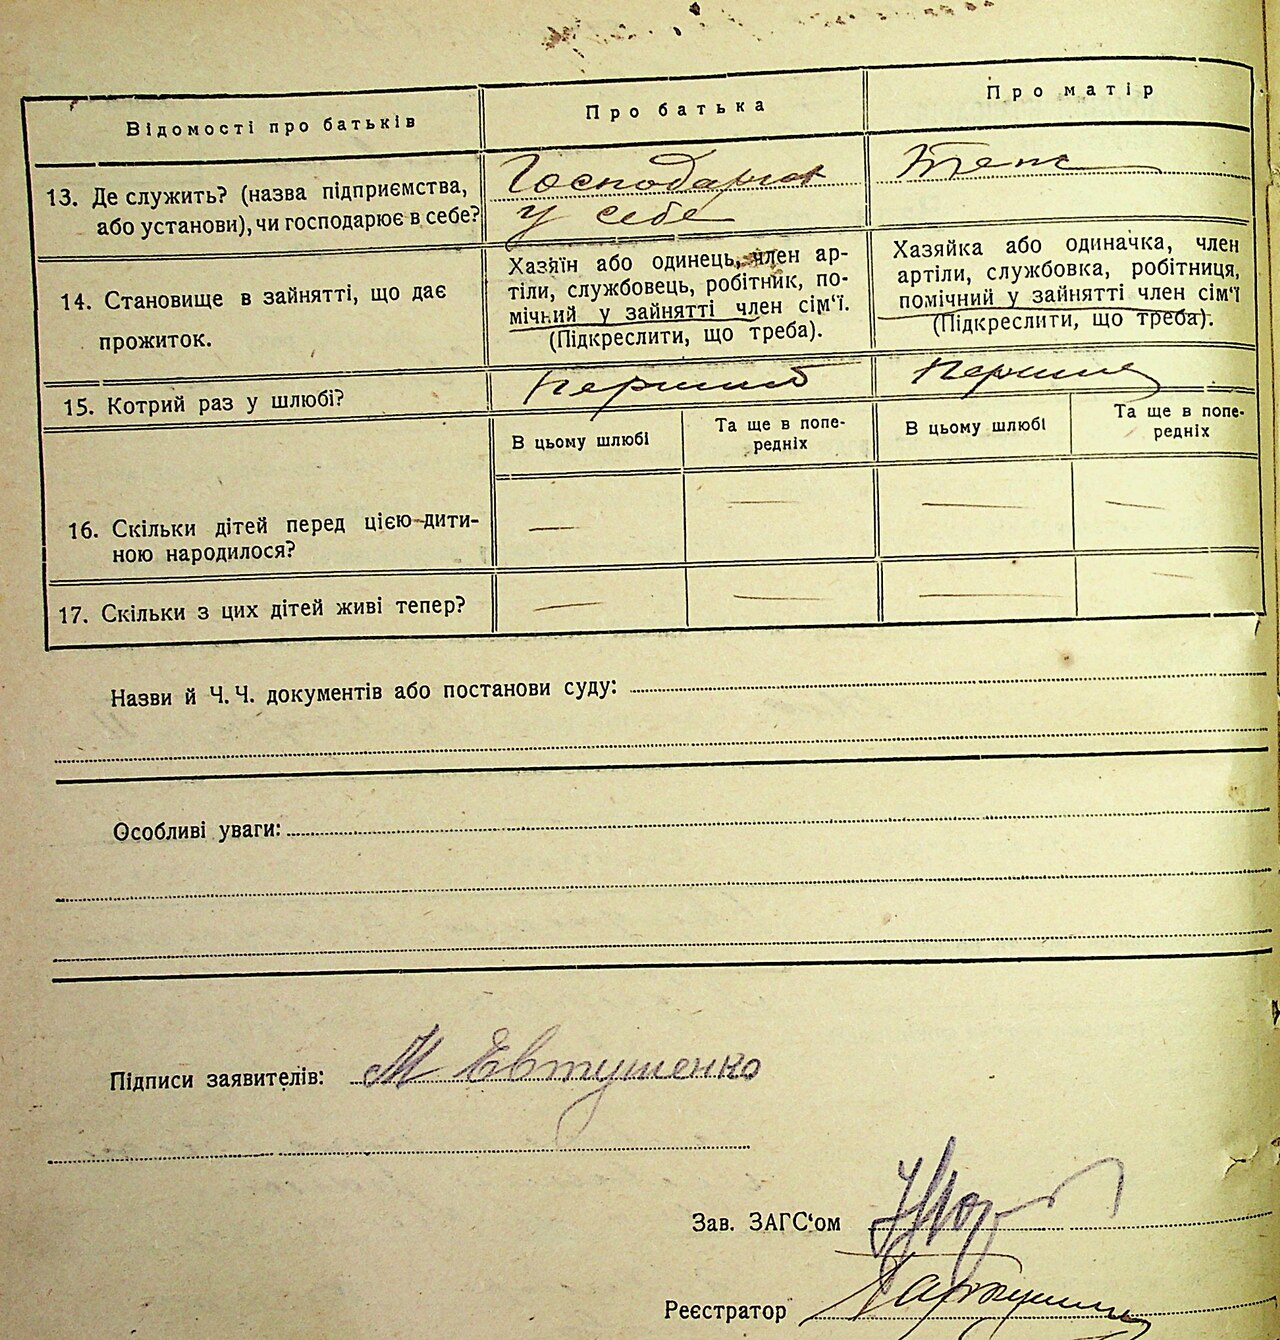 Відомості про батьків
Про батька
Про матір
13. Де служить? (назва підприємства,
або установи), чи господарює в себе?
Господарює
у себе
Теж
14. Становище в зайнятті, що дає
прожиток.
Хазяїн або одинець, член ар-
тіли, службовець, робітник, по-
мічний у зайнятті член сім'ї.
(Підкреслити, що треба).
Хазяйка або одиначка, член
артіли, службовка, робітниця,
помічний у зайнятті член сім'ї
(Підкреслити, що треба).
15. Котрий раз у шлюбі?
Перший
В цьому шлюбі
Та ще в попе-
редніх
В цьому шлюбі
Та ще в попе-
редніх
16. Скільки дітей перед цією дити-
ною народилося?
— — — —
17. Скільки з цих дітей живі тепер?
— — — —
Назви й Ч. Ч. документів або постанови суду:
Особливі уваги:
Підписи заявителів: М Евтушенко
Зав. ЗАГС'ом
Реєстратор